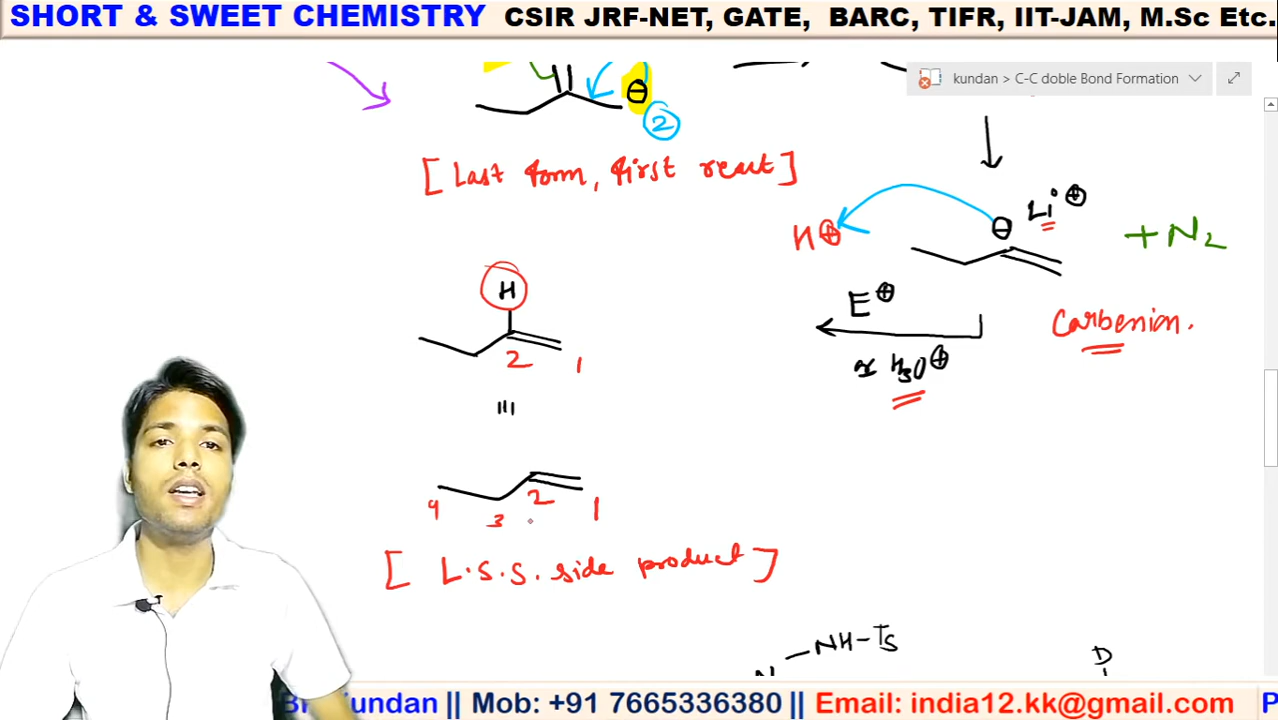 SHORT & SWEET CHEMISTRY CSIR JRF-NET, GATE, BARC, TIFR, IIT-JAM, M.Sc Etc.
kundan > C-C doble Bond Formation
⊖
2
[Last form, first react]
H⊕
⊖
Li⊕
+ N2
H
E⊕
Carbenion.
2
1
H3O⊕
4
3
2
1
[L.S.S. side product]
N
NH-Ts
D
Kundan || Mob: +91 7665336380 || Email: india12.kk@gmail.com || P